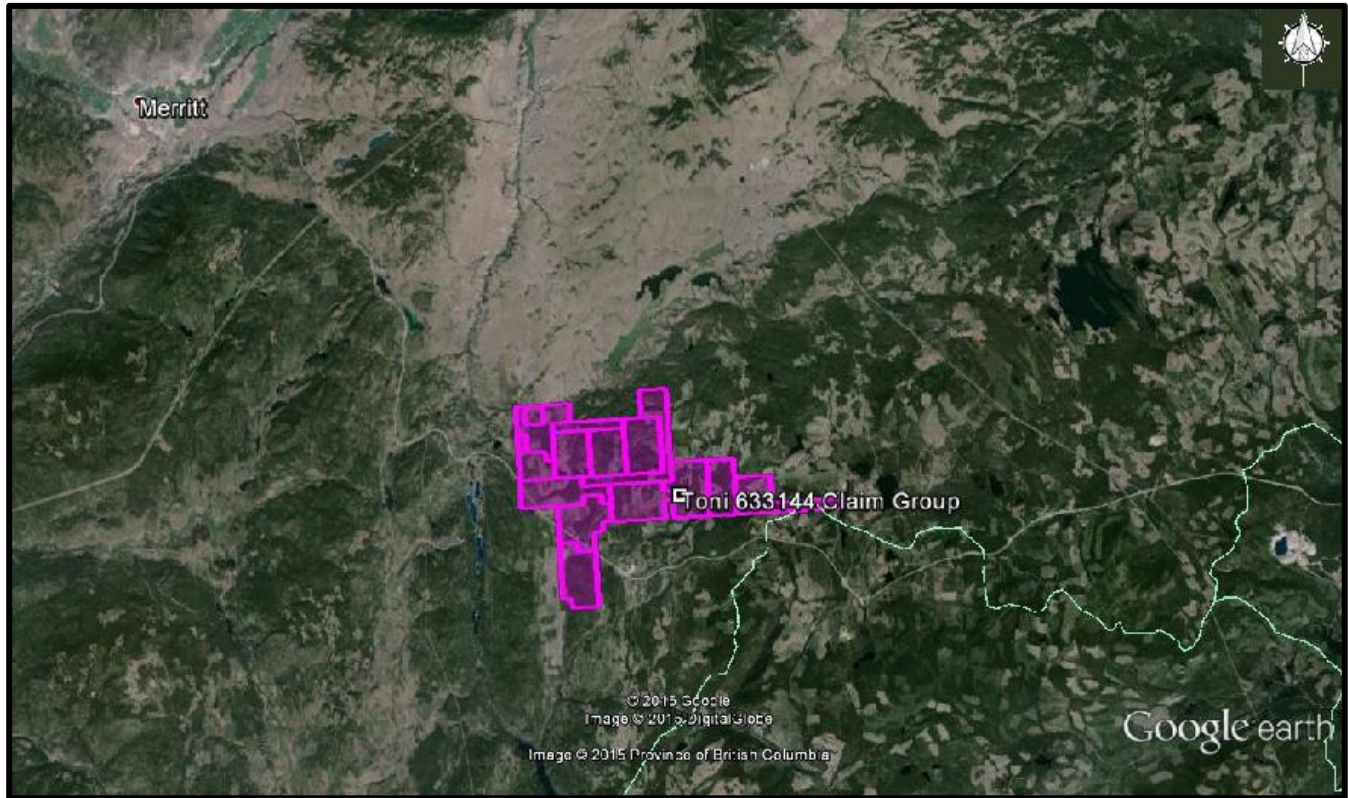 Merritt
Toni 633144 Claim Group
© 2015 Google
Image © 2015 DigitalGlobe
Image © 2015 Province of British Columbia
Google earth